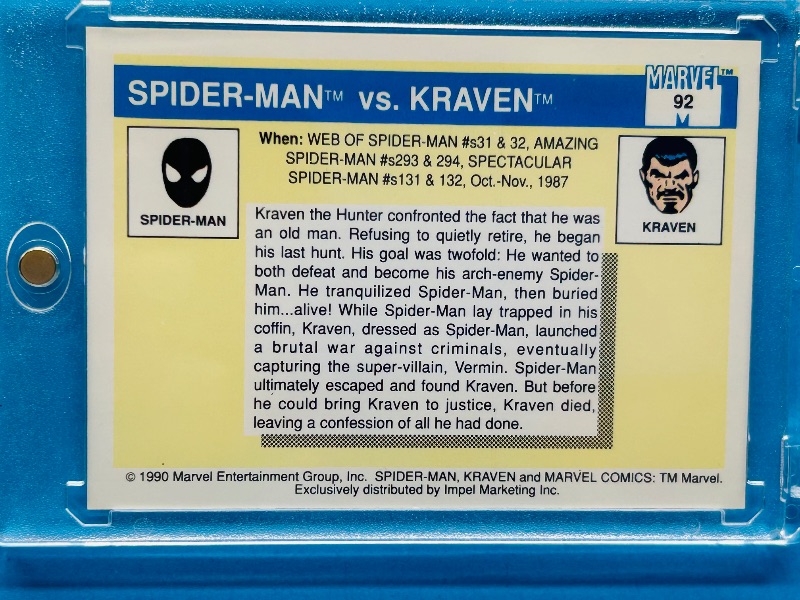 SPIDER-MAN™ vs. KRAVEN™
MARVEL™
92
M
When: WEB OF SPIDER-MAN #s31 & 32, AMAZING
SPIDER-MAN #s293 & 294, SPECTACULAR
SPIDER-MAN #s131 & 132, Oct.-Nov., 1987
SPIDER-MAN
KRAVEN
Kraven the Hunter confronted the fact that he was
an old man. Refusing to quietly retire, he began
his last hunt. His goal was twofold: He wanted to
both defeat and become his arch-enemy Spider-
Man. He tranquilized Spider-Man, then buried
him...alive! While Spider-Man lay trapped in his
coffin, Kraven, dressed as Spider-Man, launched
a brutal war against criminals, eventually
capturing the super-villain, Vermin. Spider-Man
ultimately escaped and found Kraven. But before
he could bring Kraven to justice, Kraven died,
leaving a confession of all he had done.
© 1990 Marvel Entertainment Group, Inc. SPIDER-MAN, KRAVEN and MARVEL COMICS: TM Marvel.
Exclusively distributed by Impel Marketing Inc.